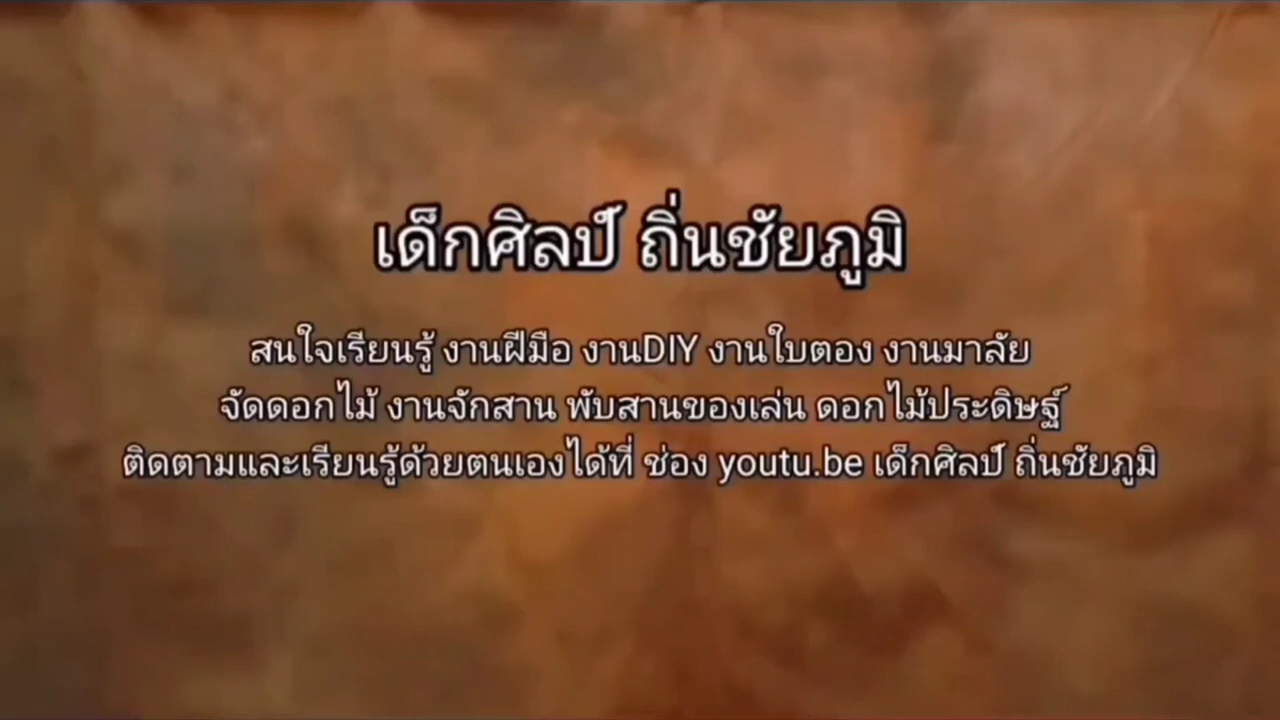 เด็กศิลป์ ถิ่นชัยภูมิ
สนใจเรียนรู้ งานฝีมือ งานDIY งานใบตอง งานมาลัย
จัดดอกไม้ งานจักสาน พับสานของเล่น ดอกไม้ประดิษฐ์
ติดตามและเรียนรู้ด้วยตนเองได้ที่ ช่อง youtu.be เด็กศิลป์ ถิ่นชัยภูมิ